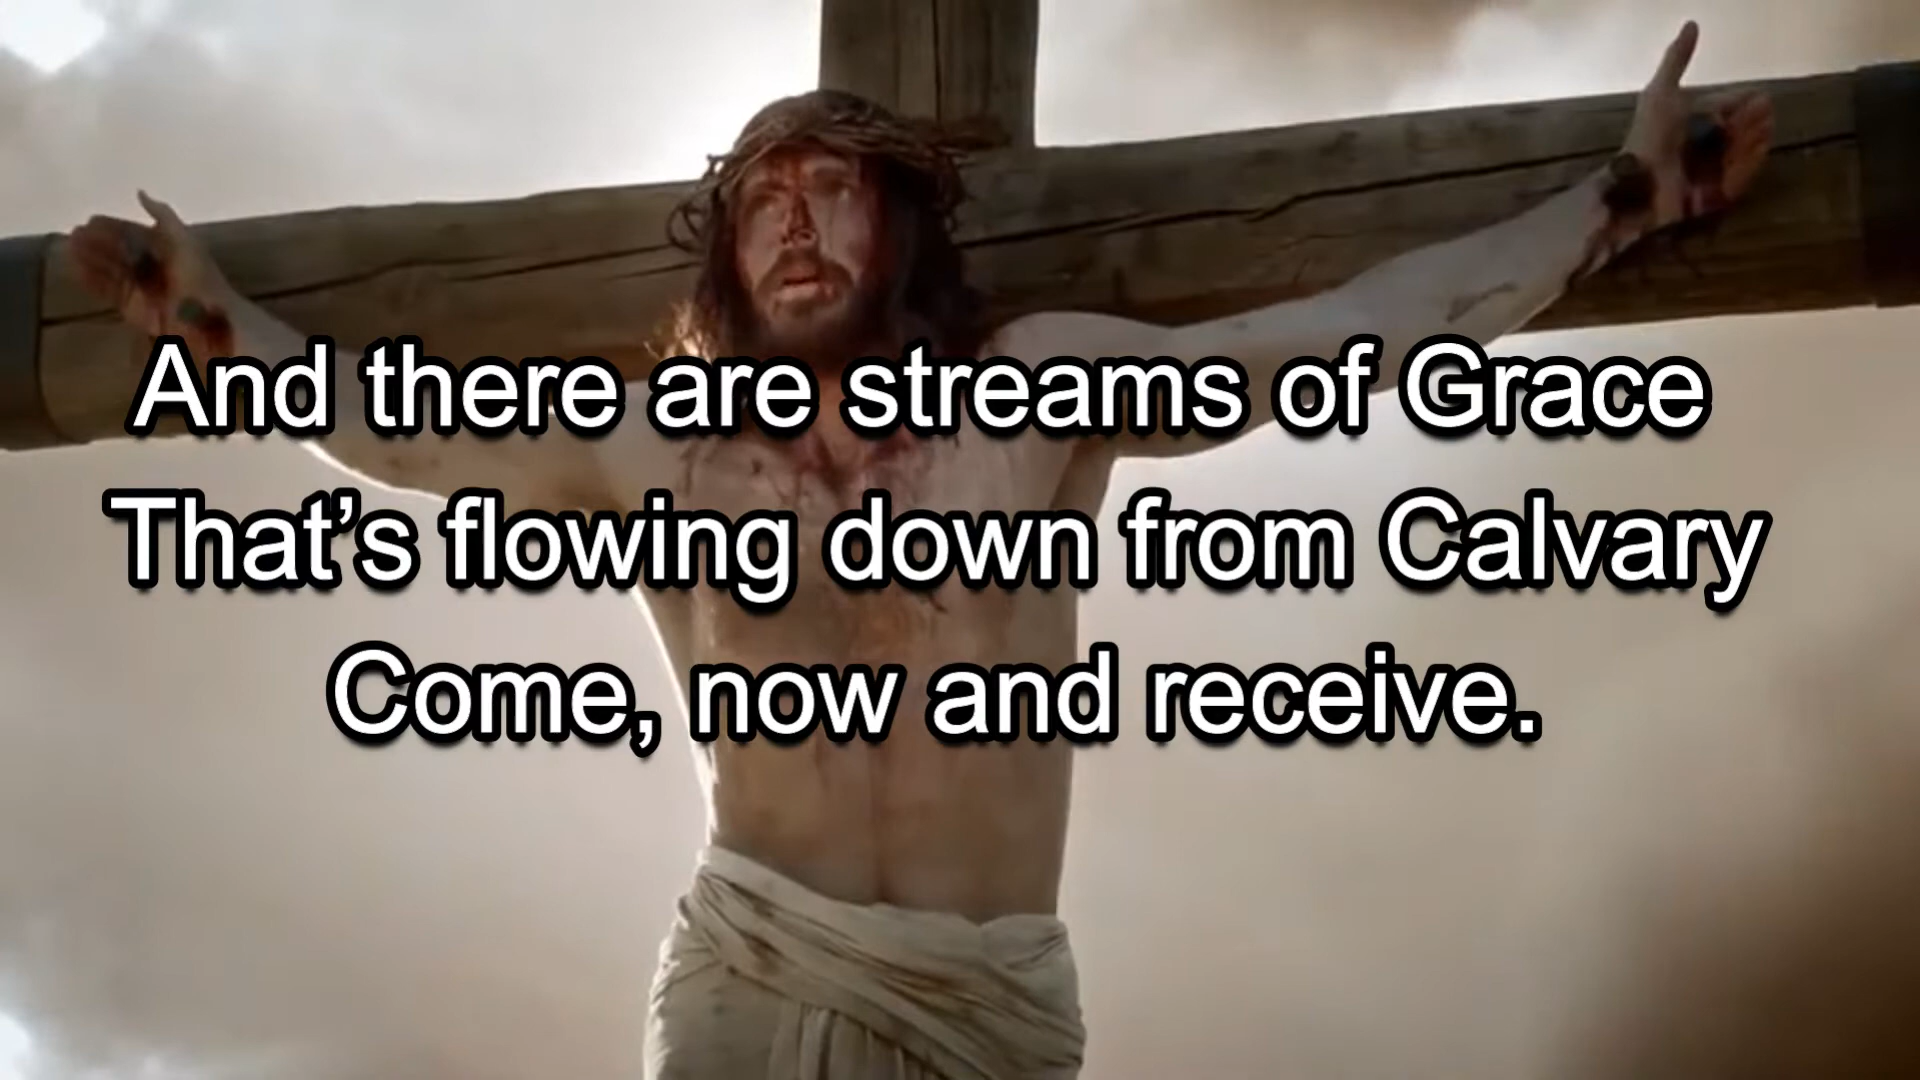 And there are streams of Grace
That’s flowing down from Calvary
Come, now and receive.